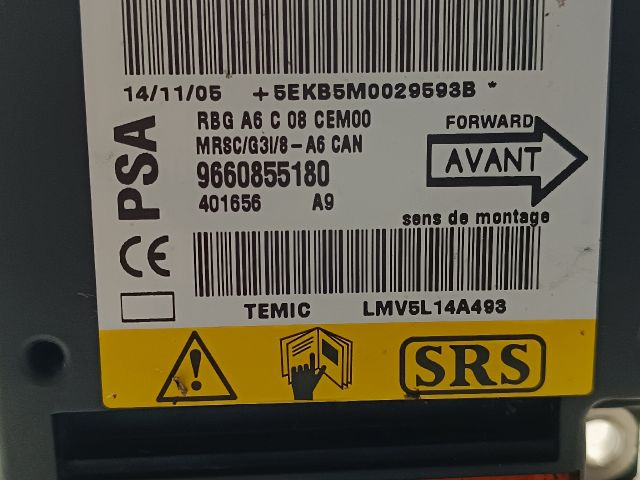 14/11/05 +5EKB5M0029593B *
RBG A6 C 08 CEM00
MRSC/G3I/8-A6 CAN
9660855180
401656 A9
PSA
CE
FORWARD
AVANT
sens de montage
TEMIC LMV5L14A493
SRS